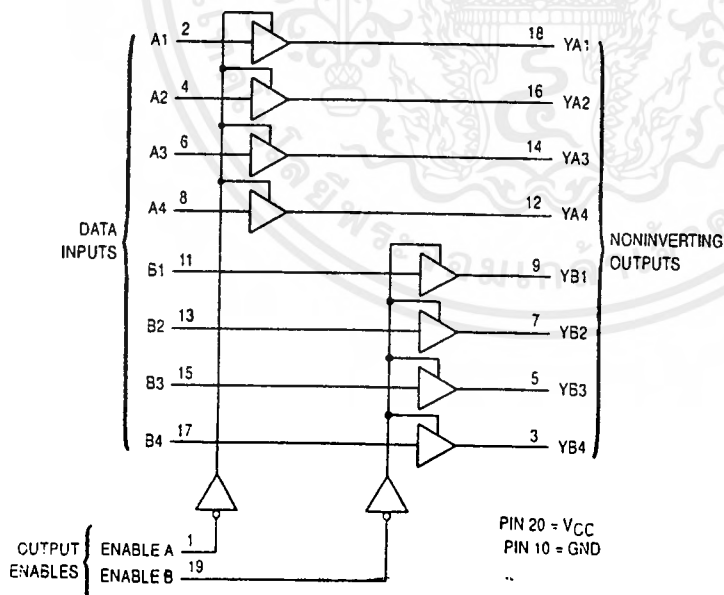 A1 2 18 YA1
A2 4 16 YA2
A3 6 14 YA3
A4 8 12 YA4
DATA
INPUTS
NONINVERTING
OUTPUTS
B1 11 9 YB1
B2 13 7 YB2
B3 15 5 YB3
B4 17 3 YB4
OUTPUT
ENABLES
ENABLE A 1
ENABLE B 19
PIN 20 = VCC
PIN 10 = GND